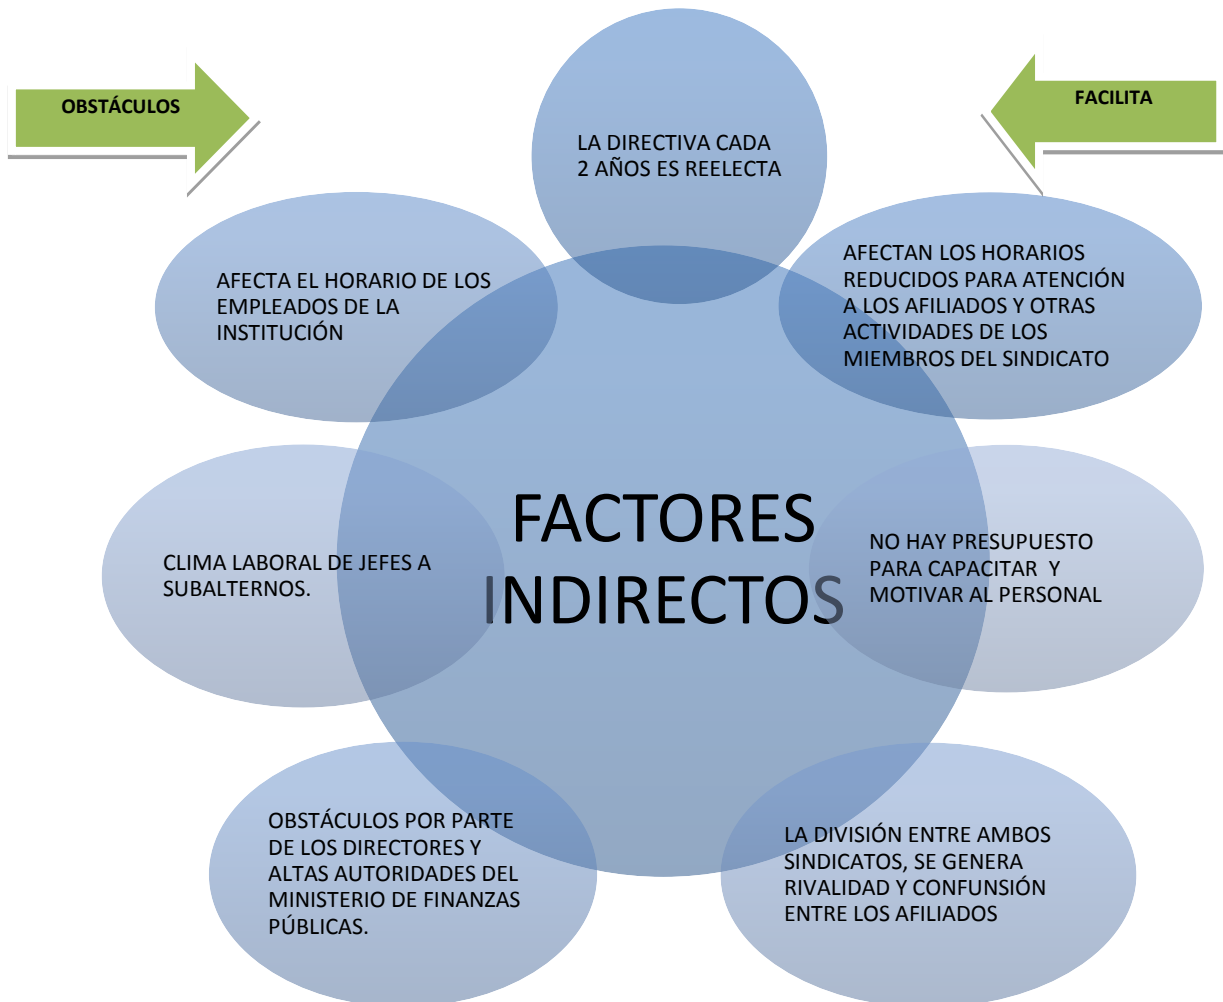 OBSTÁCULOS
FACILITA
LA DIRECTIVA CADA
2 AÑOS ES REELECTA
AFECTA EL HORARIO DE LOS
EMPLEADOS DE LA
INSTITUCIÓN
AFECTAN LOS HORARIOS
REDUCIDOS PARA ATENCIÓN
A LOS AFILIADOS Y OTRAS
ACTIVIDADES DE LOS
MIEMBROS DEL SINDICATO
FACTORES
INDIRECTOS
CLIMA LABORAL DE JEFES A
SUBALTERNOS.
NO HAY PRESUPUESTO
PARA CAPACITAR Y
MOTIVAR AL PERSONAL
OBSTÁCULOS POR PARTE
DE LOS DIRECTORES Y
ALTAS AUTORIDADES DEL
MINISTERIO DE FINANZAS
PÚBLICAS.
LA DIVISIÓN ENTRE AMBOS
SINDICATOS, SE GENERA
RIVALIDAD Y CONFUNSIÓN
ENTRE LOS AFILIADOS